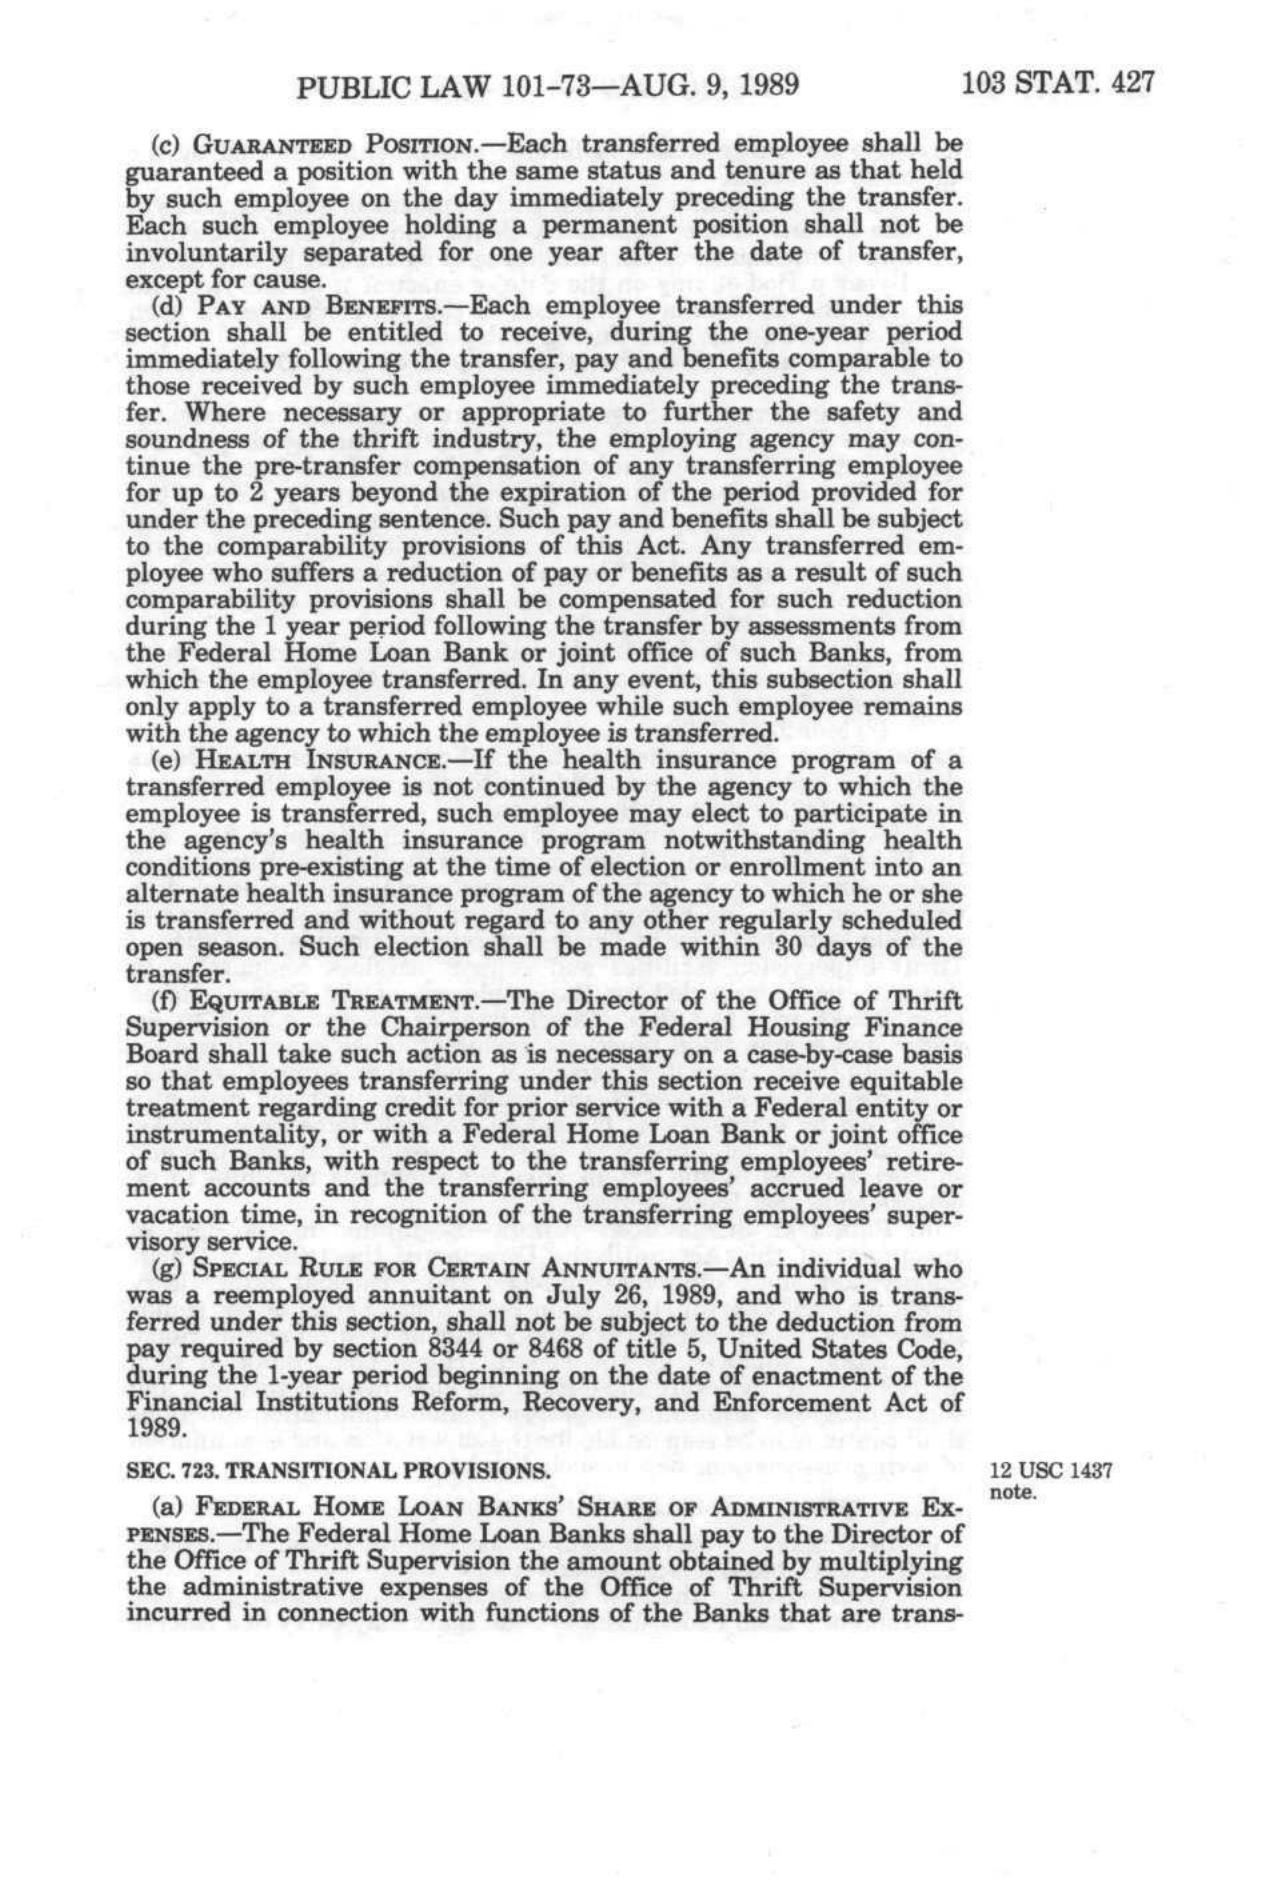 PUBLIC LAW 101-73—AUG. 9, 1989 103 STAT. 427
(c) GUARANTEED POSITION.—Each transferred employee shall be
guaranteed a position with the same status and tenure as that held
by such employee on the day immediately preceding the transfer.
Each such employee holding a permanent position shall not be
involuntarily separated for one year after the date of transfer,
except for cause.
(d) PAY AND BENEFITS.—Each employee transferred under this
section shall be entitled to receive, during the one-year period
immediately following the transfer, pay and benefits comparable to
those received by such employee immediately preceding the trans-
fer. Where necessary or appropriate to further the safety and
soundness of the thrift industry, the employing agency may con-
tinue the pre-transfer compensation of any transferring employee
for up to 2 years beyond the expiration of the period provided for
under the preceding sentence. Such pay and benefits shall be subject
to the comparability provisions of this Act. Any transferred em-
ployee who suffers a reduction of pay or benefits as a result of such
comparability provisions shall be compensated for such reduction
during the 1 year period following the transfer by assessments from
the Federal Home Loan Bank or joint office of such Banks, from
which the employee transferred. In any event, this subsection shall
only apply to a transferred employee while such employee remains
with the agency to which the employee is transferred.
(e) HEALTH INSURANCE.—If the health insurance program of a
transferred employee is not continued by the agency to which the
employee is transferred, such employee may elect to participate in
the agency's health insurance program notwithstanding health
conditions pre-existing at the time of election or enrollment into an
alternate health insurance program of the agency to which he or she
is transferred and without regard to any other regularly scheduled
open season. Such election shall be made within 30 days of the
transfer.
(f) EQUITABLE TREATMENT.—The Director of the Office of Thrift
Supervision or the Chairperson of the Federal Housing Finance
Board shall take such action as is necessary on a case-by-case basis
so that employees transferring under this section receive equitable
treatment regarding credit for prior service with a Federal entity or
instrumentality, or with a Federal Home Loan Bank or joint office
of such Banks, with respect to the transferring employees' retire-
ment accounts and the transferring employees' accrued leave or
vacation time, in recognition of the transferring employees' super-
visory service.
(g) SPECIAL RULE FOR CERTAIN ANNUITANTS.—An individual who
was a reemployed annuitant on July 26, 1989, and who is trans-
ferred under this section, shall not be subject to the deduction from
pay required by section 8344 or 8468 of title 5, United States Code,
during the 1-year period beginning on the date of enactment of the
Financial Institutions Reform, Recovery, and Enforcement Act of
1989.
SEC. 723. TRANSITIONAL PROVISIONS.
12 USC 1437
note.
(a) FEDERAL HOME LOAN BANKS' SHARE OF ADMINISTRATIVE EX-
PENSES.—The Federal Home Loan Banks shall pay to the Director of
the Office of Thrift Supervision the amount obtained by multiplying
the administrative expenses of the Office of Thrift Supervision
incurred in connection with functions of the Banks that are trans-